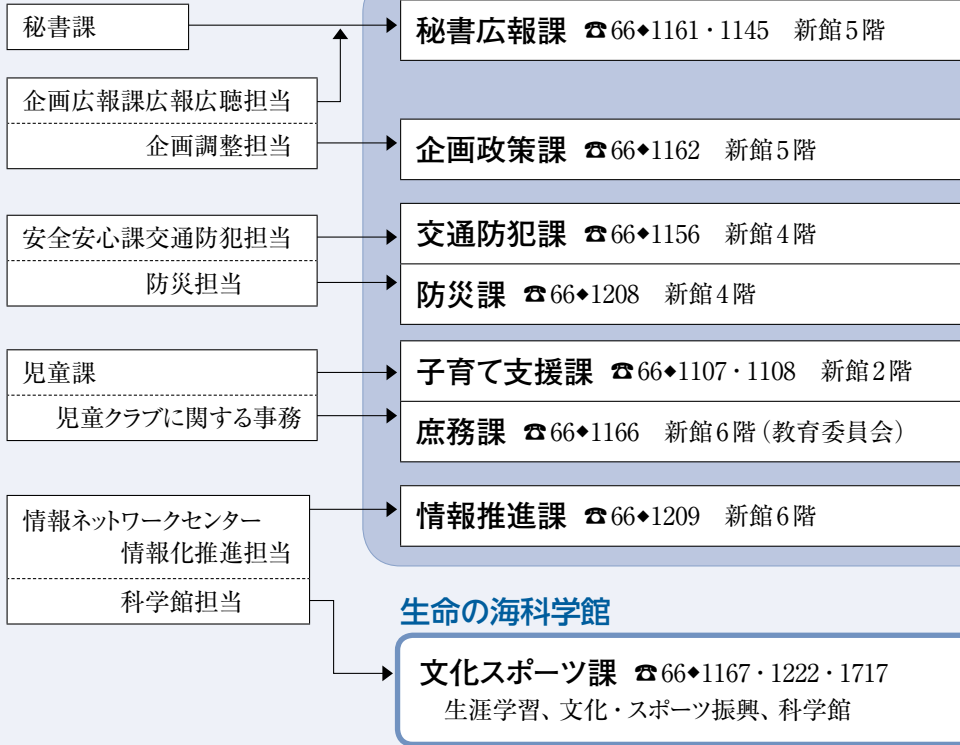 秘書課
秘書広報課 ☎66◆1161・1145 新館5階
企画広報課広報広聴担当
企画調整担当
企画政策課 ☎66◆1162 新館5階
安全安心課交通防犯担当
交通防犯課 ☎66◆1156 新館4階
防災担当
防災課 ☎66◆1208 新館4階
児童課
子育て支援課 ☎66◆1107・1108 新館2階
児童クラブに関する事務
庶務課 ☎66◆1166 新館6階(教育委員会)
情報ネットワークセンター
情報化推進担当
情報推進課 ☎66◆1209 新館6階
科学館担当
生命の海科学館
文化スポーツ課 ☎66◆1167・1222・1717
生涯学習、文化・スポーツ振興、科学館